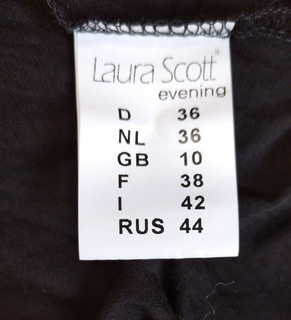 Laura Scott
evening
D 36
NL 36
GB 10
F 38
I 42
RUS 44